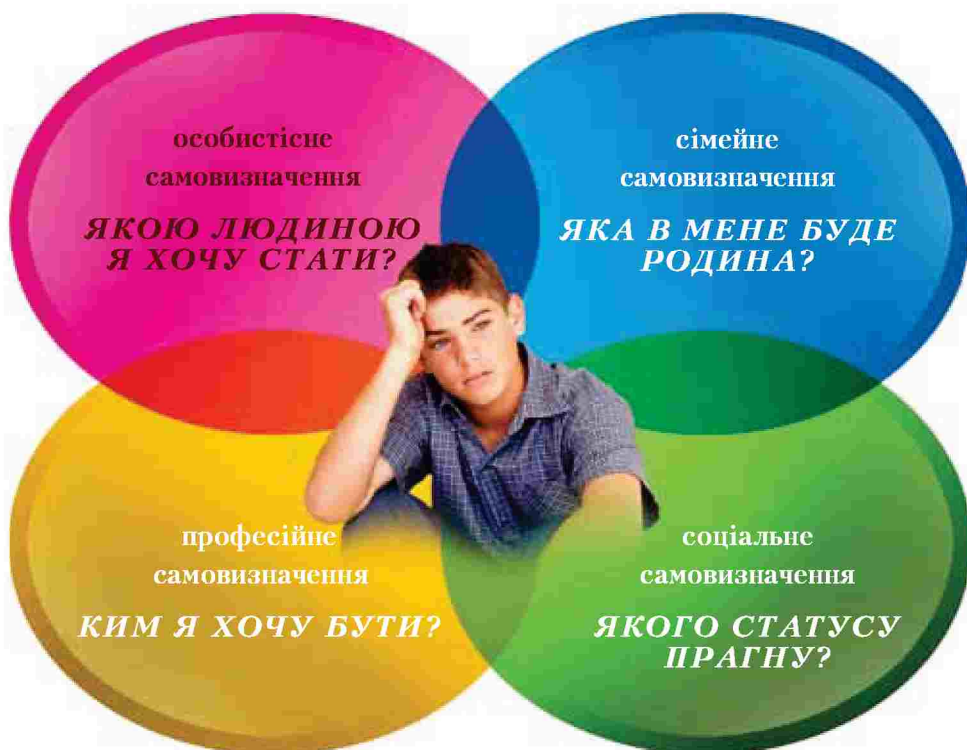 особистісне
самовизначення
ЯКОЮ ЛЮДИНОЮ
Я ХОЧУ СТАТИ?
сімейне
самовизначення
ЯКА В МЕНЕ БУДЕ
РОДИНА?
професійне
самовизначення
КИМ Я ХОЧУ БУТИ?
соціальне
самовизначення
ЯКОГО СТАТУСУ
ПРАГНУ?